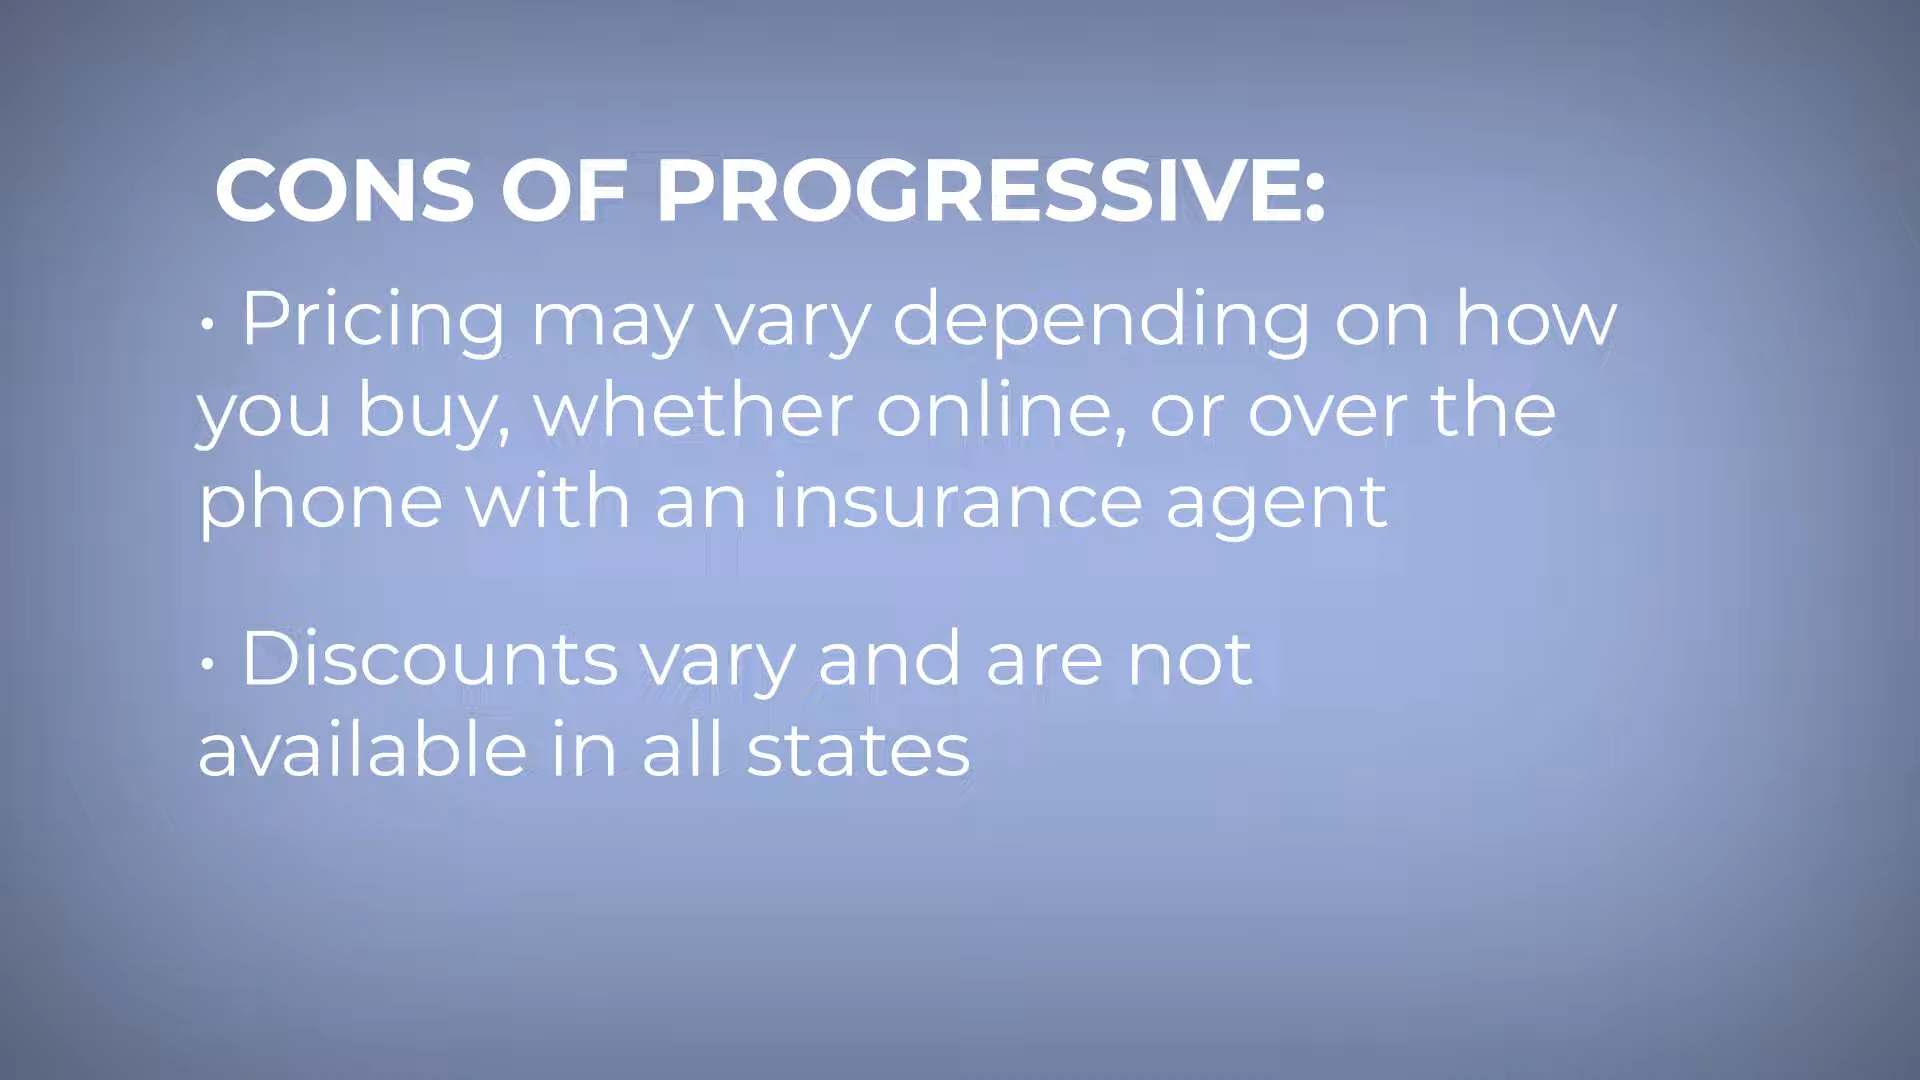 CONS OF PROGRESSIVE:
• Pricing may vary depending on how
you buy, whether online, or over the
phone with an insurance agent
• Discounts vary and are not
available in all states